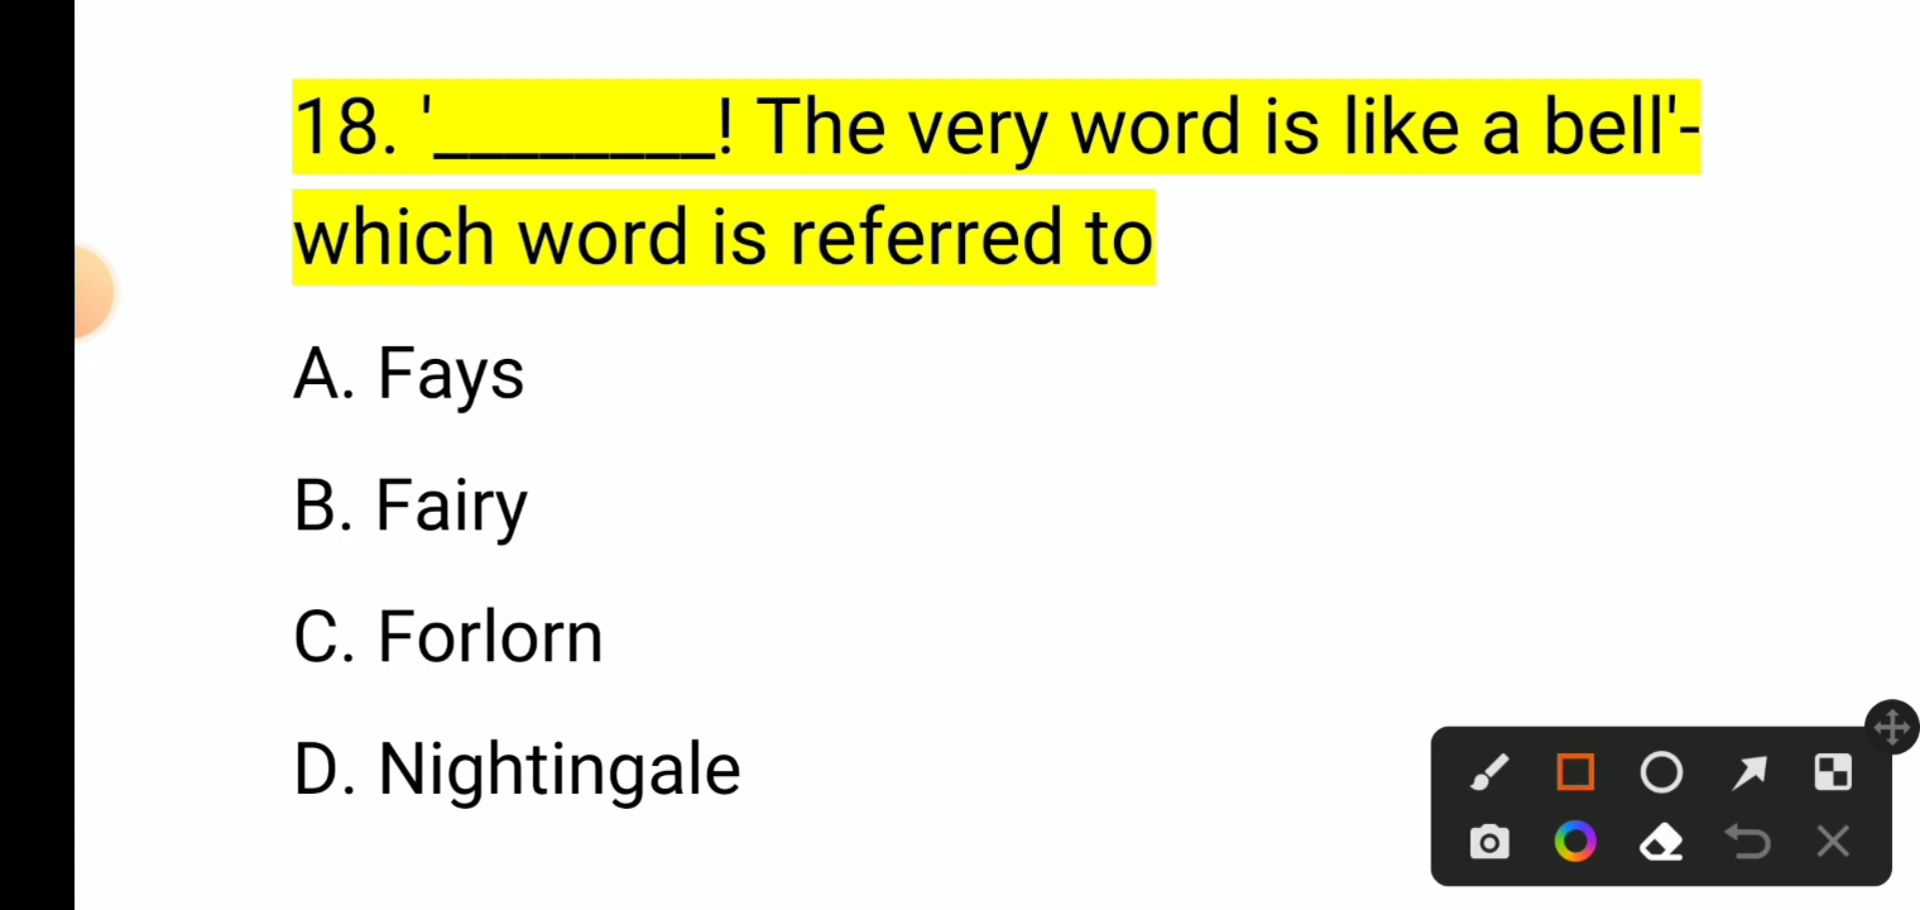 18. '________! The very word is like a bell'-
which word is referred to
A. Fays
B. Fairy
C. Forlorn
D. Nightingale